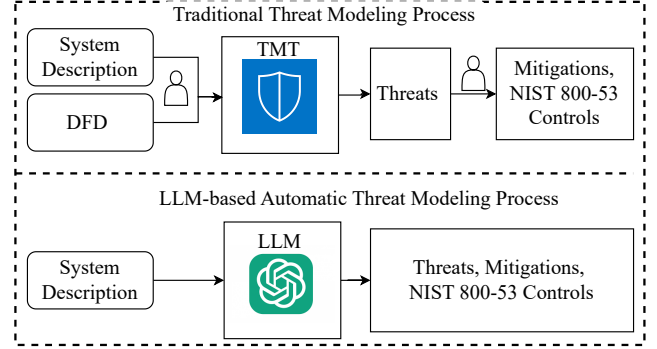 Traditional Threat Modeling Process
System
Description
DFD
TMT
Threats
Mitigations,
NIST 800-53
Controls
LLM-based Automatic Threat Modeling Process
System
Description
LLM
Threats, Mitigations,
NIST 800-53 Controls